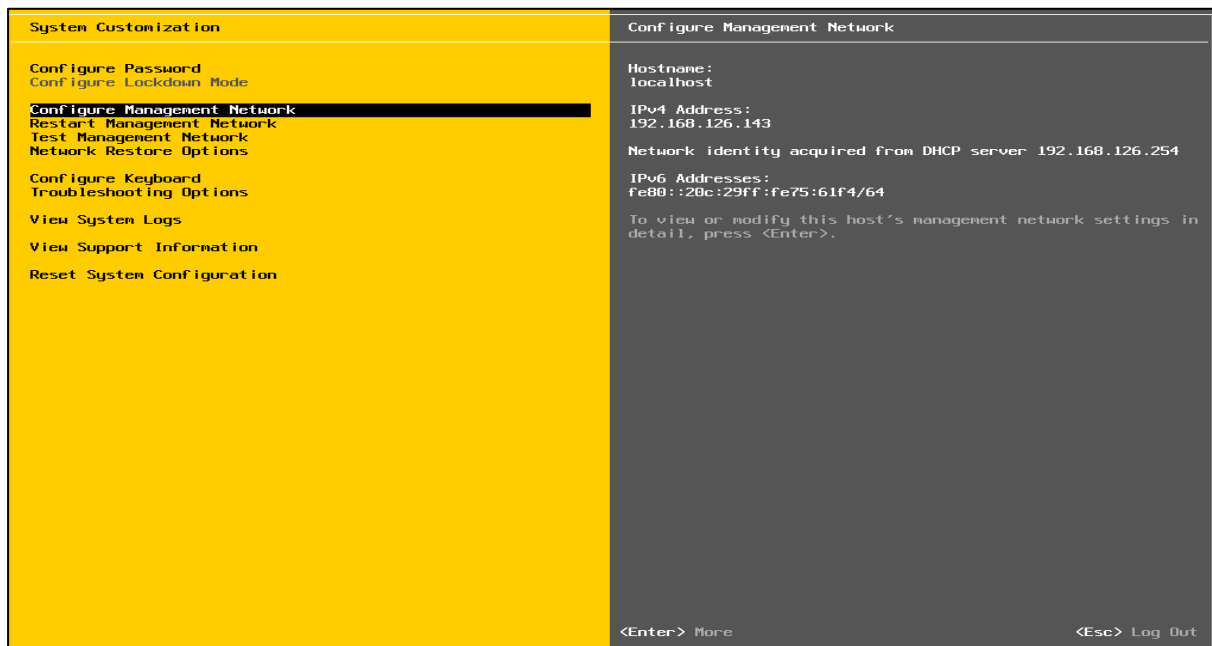 System Customization
Configure Password
Configure Lockdown Mode
Configure Management Network
Restart Management Network
Test Management Network
Network Restore Options
Configure Keyboard
Troubleshooting Options
View System Logs
View Support Information
Reset System Configuration
Configure Management Network
Hostname:
localhost
IPv4 Address:
192.168.126.143
Network identity acquired from DHCP server 192.168.126.254
IPv6 Addresses:
fe80::20c:29ff:fe75:61f4/64
To view or modify this host's management network settings in
detail, press <Enter>.
<Enter> More
<Esc> Log Out